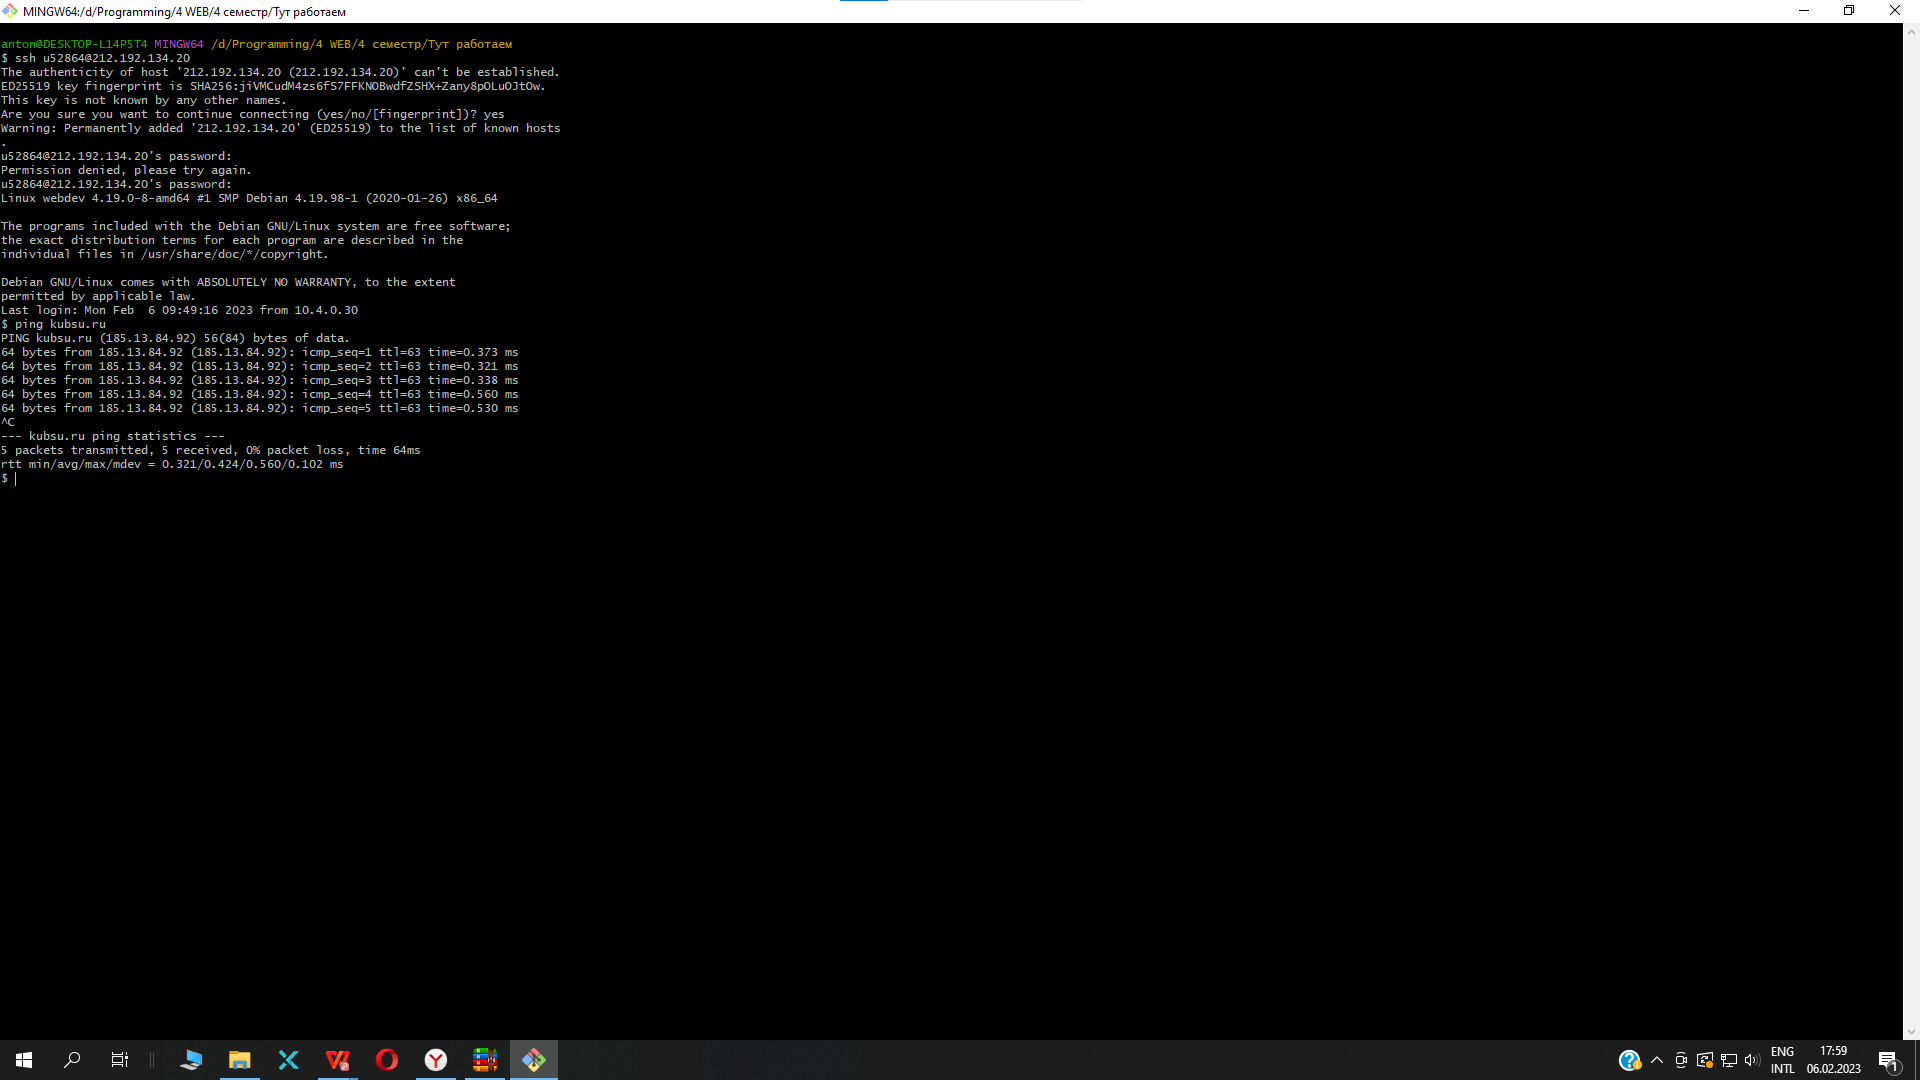 MINGW64:/d/Programming/4 WEB/4 семестр/Тут работаем
anton@DESKTOP-L14P5T4 MINGW64 /d/Programming/4 WEB/4 семестр/Тут работаем
$ ssh u52864@212.192.134.20
The authenticity of host '212.192.134.20 (212.192.134.20)' can't be established.
ED25519 key fingerprint is SHA256:jiVMCudM4zs6fS7FFKNOBwdfZSHX+Zany8pOLuOJtOw.
This key is not known by any other names.
Are you sure you want to continue connecting (yes/no/[fingerprint])? yes
Warning: Permanently added '212.192.134.20' (ED25519) to the list of known hosts
.
u52864@212.192.134.20's password:
Permission denied, please try again.
u52864@212.192.134.20's password:
Linux webdev 4.19.0-8-amd64 #1 SMP Debian 4.19.98-1 (2020-01-26) x86_64
The programs included with the Debian GNU/Linux system are free software;
the exact distribution terms for each program are described in the
individual files in /usr/share/doc/*/copyright.
Debian GNU/Linux comes with ABSOLUTELY NO WARRANTY, to the extent
permitted by applicable law.
Last login: Mon Feb  6 09:49:16 2023 from 10.4.0.30
$ ping kubsu.ru
PING kubsu.ru (185.13.84.92) 56(84) bytes of data.
64 bytes from 185.13.84.92 (185.13.84.92): icmp_seq=1 ttl=63 time=0.373 ms
64 bytes from 185.13.84.92 (185.13.84.92): icmp_seq=2 ttl=63 time=0.321 ms
64 bytes from 185.13.84.92 (185.13.84.92): icmp_seq=3 ttl=63 time=0.338 ms
64 bytes from 185.13.84.92 (185.13.84.92): icmp_seq=4 ttl=63 time=0.560 ms
64 bytes from 185.13.84.92 (185.13.84.92): icmp_seq=5 ttl=63 time=0.530 ms
^C
--- kubsu.ru ping statistics ---
5 packets transmitted, 5 received, 0% packet loss, time 64ms
rtt min/avg/max/mdev = 0.321/0.424/0.560/0.102 ms
$
ENG 17:59
INTL 06.02.2023
1